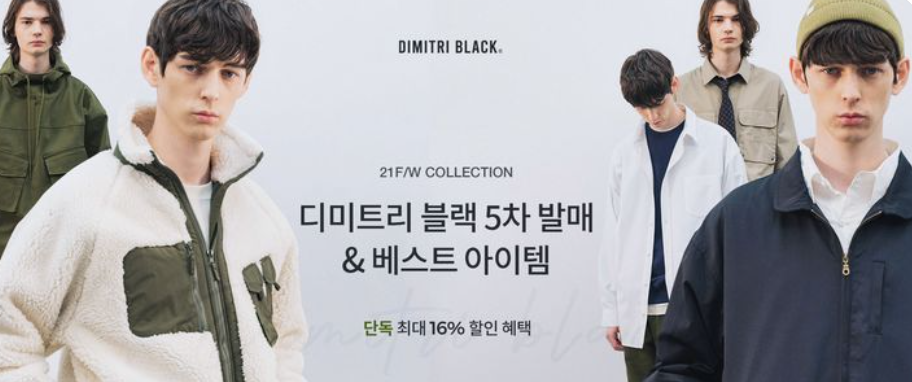 DIMITRI BLACK.
21F/W COLLECTION
디미트리 블랙 5차 발매
& 베스트 아이템
단독 최대 16% 할인 혜택